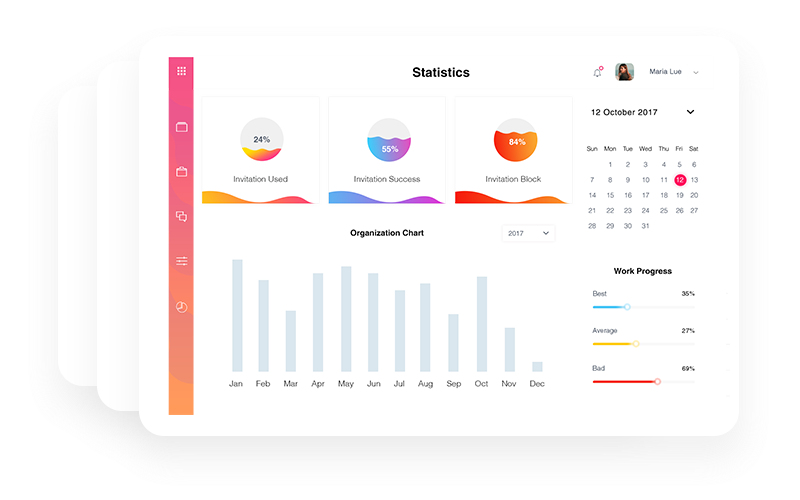 Statistics
Maria Lue
24%
Invitation Used
55%
Invitation Success
84%
Invitation Block
12 October 2017
Sun Mon Tue Wed Thu Fri Sat
1 2 3 4 5 6
7 8 9 10 11 12 13
14 15 16 17 18 19 20
21 22 23 24 25 26 27
28 29 30 31
Organization Chart
2017
Jan Feb Mar Apr May Jun Jul Aug Sep Oct Nov Dec
Work Progress
Best 35%
Average 27%
Bad 69%